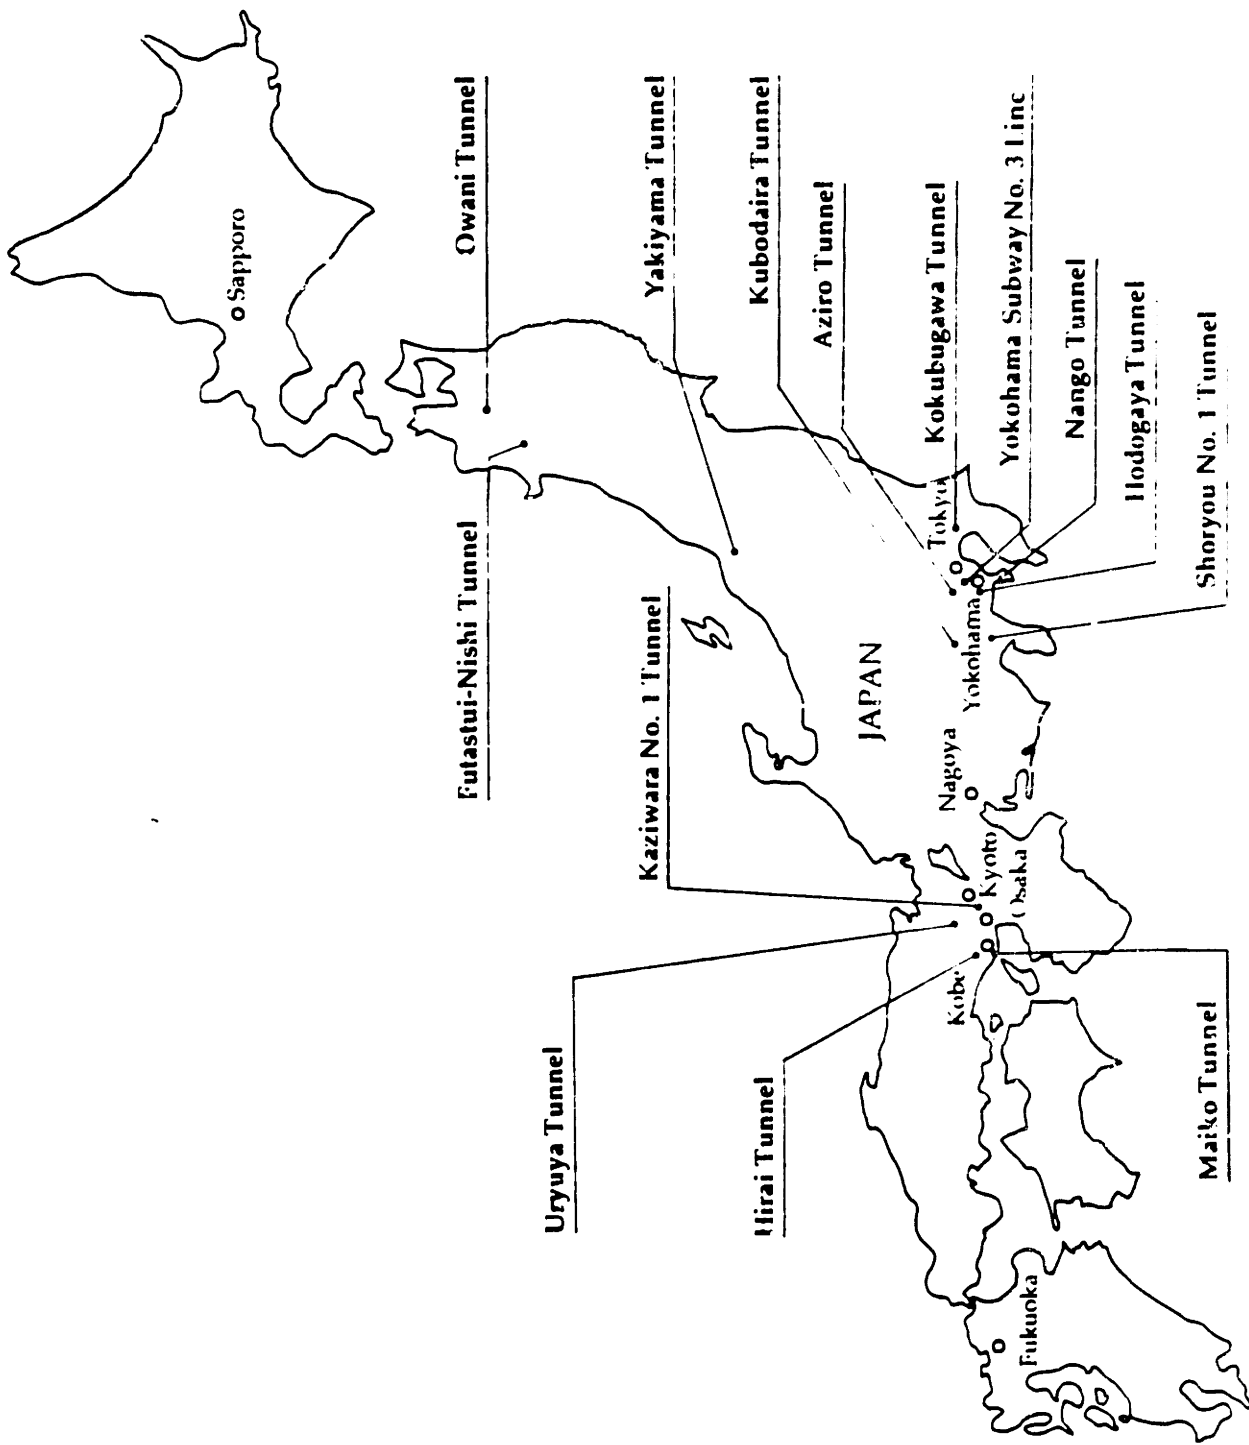 Sapporo
Owani Tunnel
Yakiyama Tunnel
Kubodaira Tunnel
Aziro Tunnel
Kokubugawa Tunnel
Yokohama Subway No. 3 Line
Nango Tunnel
Hodogaya Tunnel
Shoryou No. 1 Tunnel
Futastui-Nishi Tunnel
Kaziwara No. 1 Tunnel
JAPAN
Tokyo
Yokohama
Nagoya
Kyoto
Osaka
Kobe
Uryuya Tunnel
Hirai Tunnel
Maiko Tunnel
Fukuoka